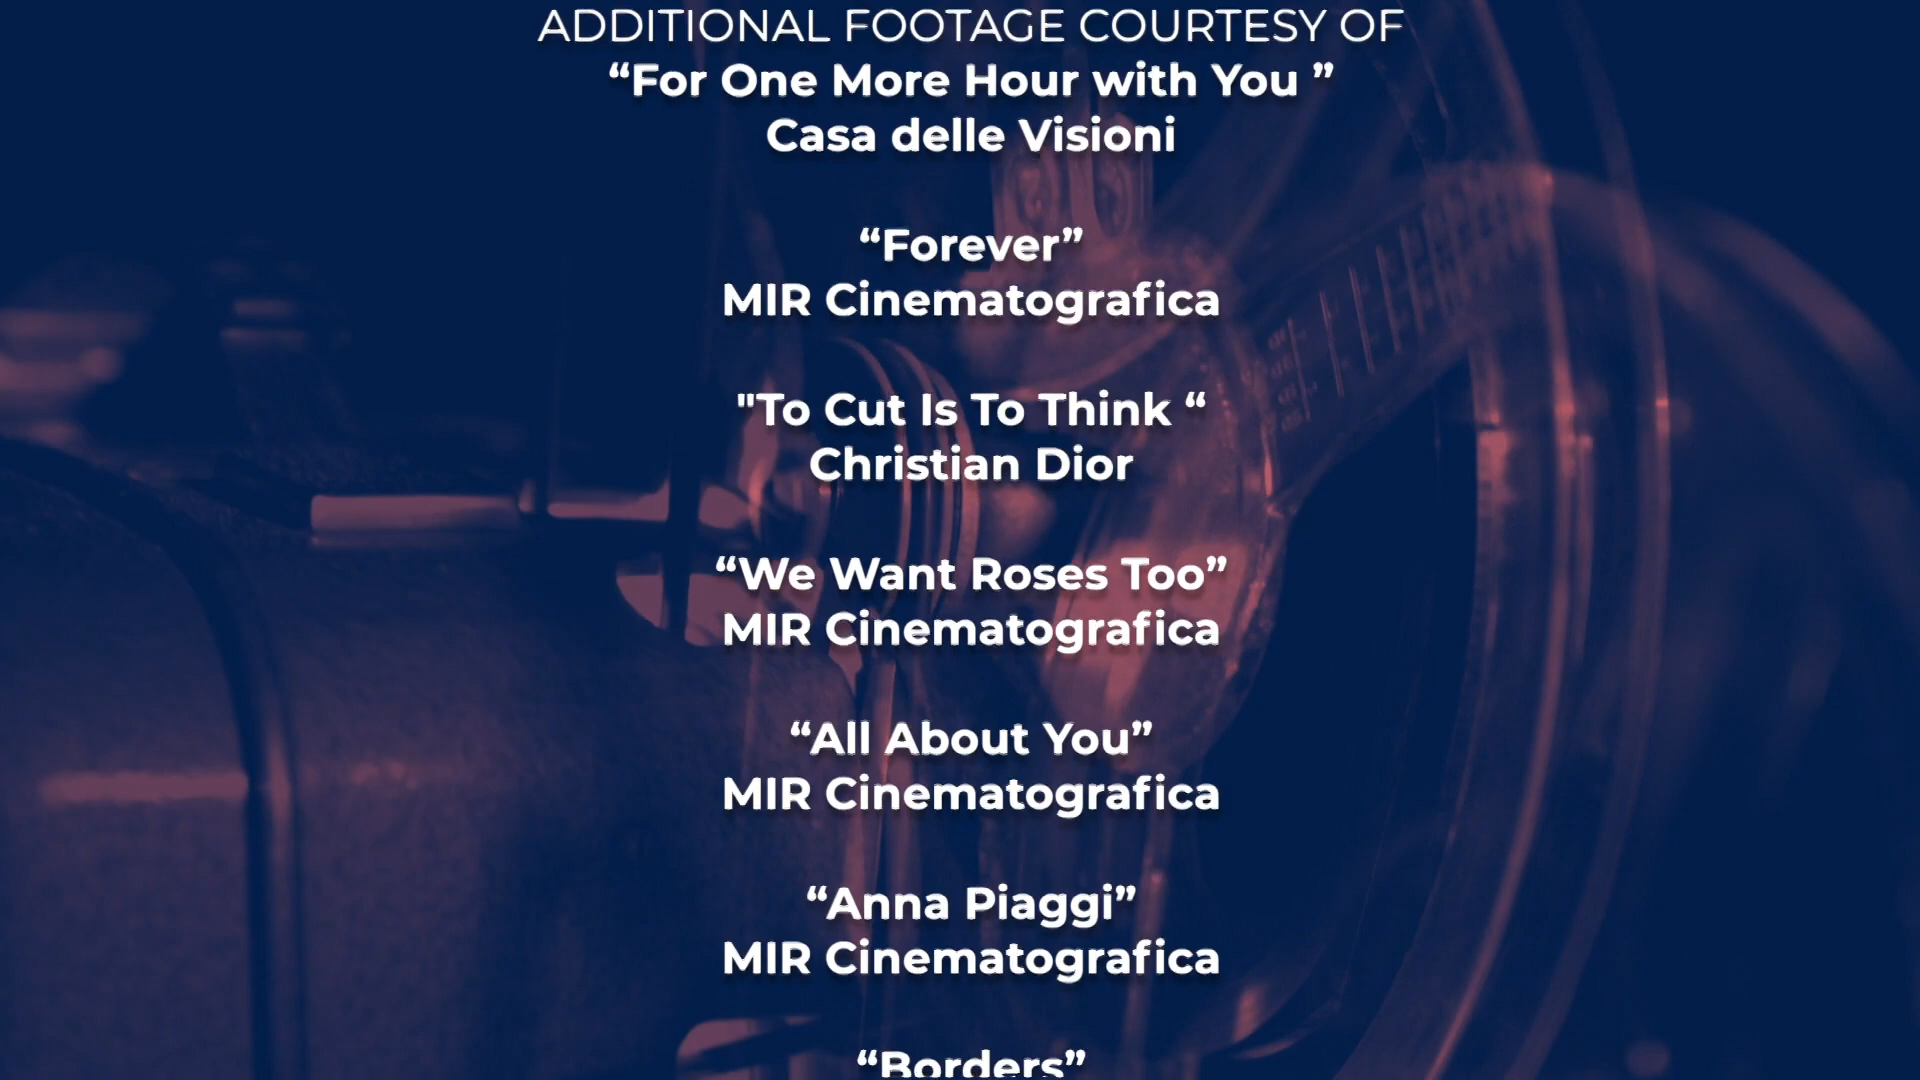 ADDITIONAL FOOTAGE COURTESY OF
“For One More Hour with You ”
Casa delle Visioni
“Forever”
MIR Cinematografica
"To Cut Is To Think “
Christian Dior
“We Want Roses Too”
MIR Cinematografica
“All About You”
MIR Cinematografica
“Anna Piaggi”
MIR Cinematografica
“Borders”